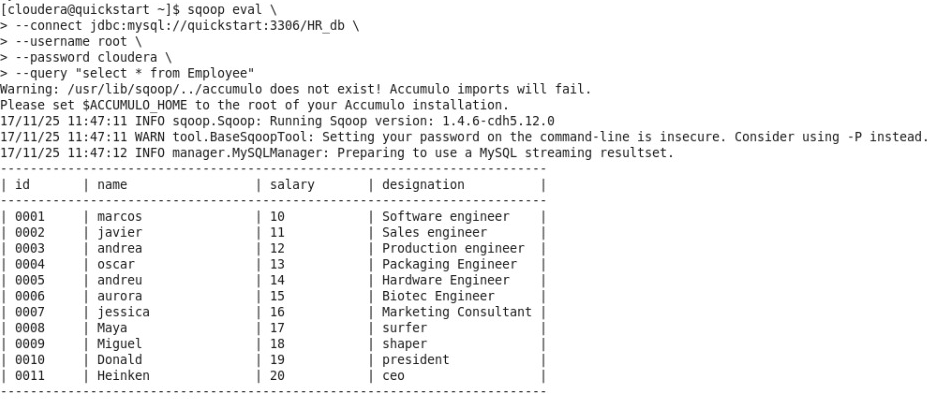 [cloudera@quickstart ~]$ sqoop eval \
> --connect jdbc:mysql://quickstart:3306/HR_db \
> --username root \
> --password cloudera \
> --query "select * from Employee"
Warning: /usr/lib/sqoop/../accumulo does not exist! Accumulo imports will fail.
Please set $ACCUMULO_HOME to the root of your Accumulo installation.
17/11/25 11:47:11 INFO sqoop.Sqoop: Running Sqoop version: 1.4.6-cdh5.12.0
17/11/25 11:47:11 WARN tool.BaseSqoopTool: Setting your password on the command-line is insecure. Consider using -P instead.
17/11/25 11:47:12 INFO manager.MySQLManager: Preparing to use a MySQL streaming resultset.
-------------------------------------------------------------------------
| id       | name                 | salary       | designation          |
-------------------------------------------------------------------------
| 0001     | marcos               | 10           | Software engineer    |
| 0002     | javier               | 11           | Sales engineer       |
| 0003     | andrea               | 12           | Production engineer  |
| 0004     | oscar                | 13           | Packaging Engineer   |
| 0005     | andreu               | 14           | Hardware Engineer    |
| 0006     | aurora               | 15           | Biotec Engineer      |
| 0007     | jessica              | 16           | Marketing Consultant |
| 0008     | Maya                 | 17           | surfer               |
| 0009     | Miguel               | 18           | shaper               |
| 0010     | Donald               | 19           | president            |
| 0011     | Heinken              | 20           | ceo                  |
-------------------------------------------------------------------------